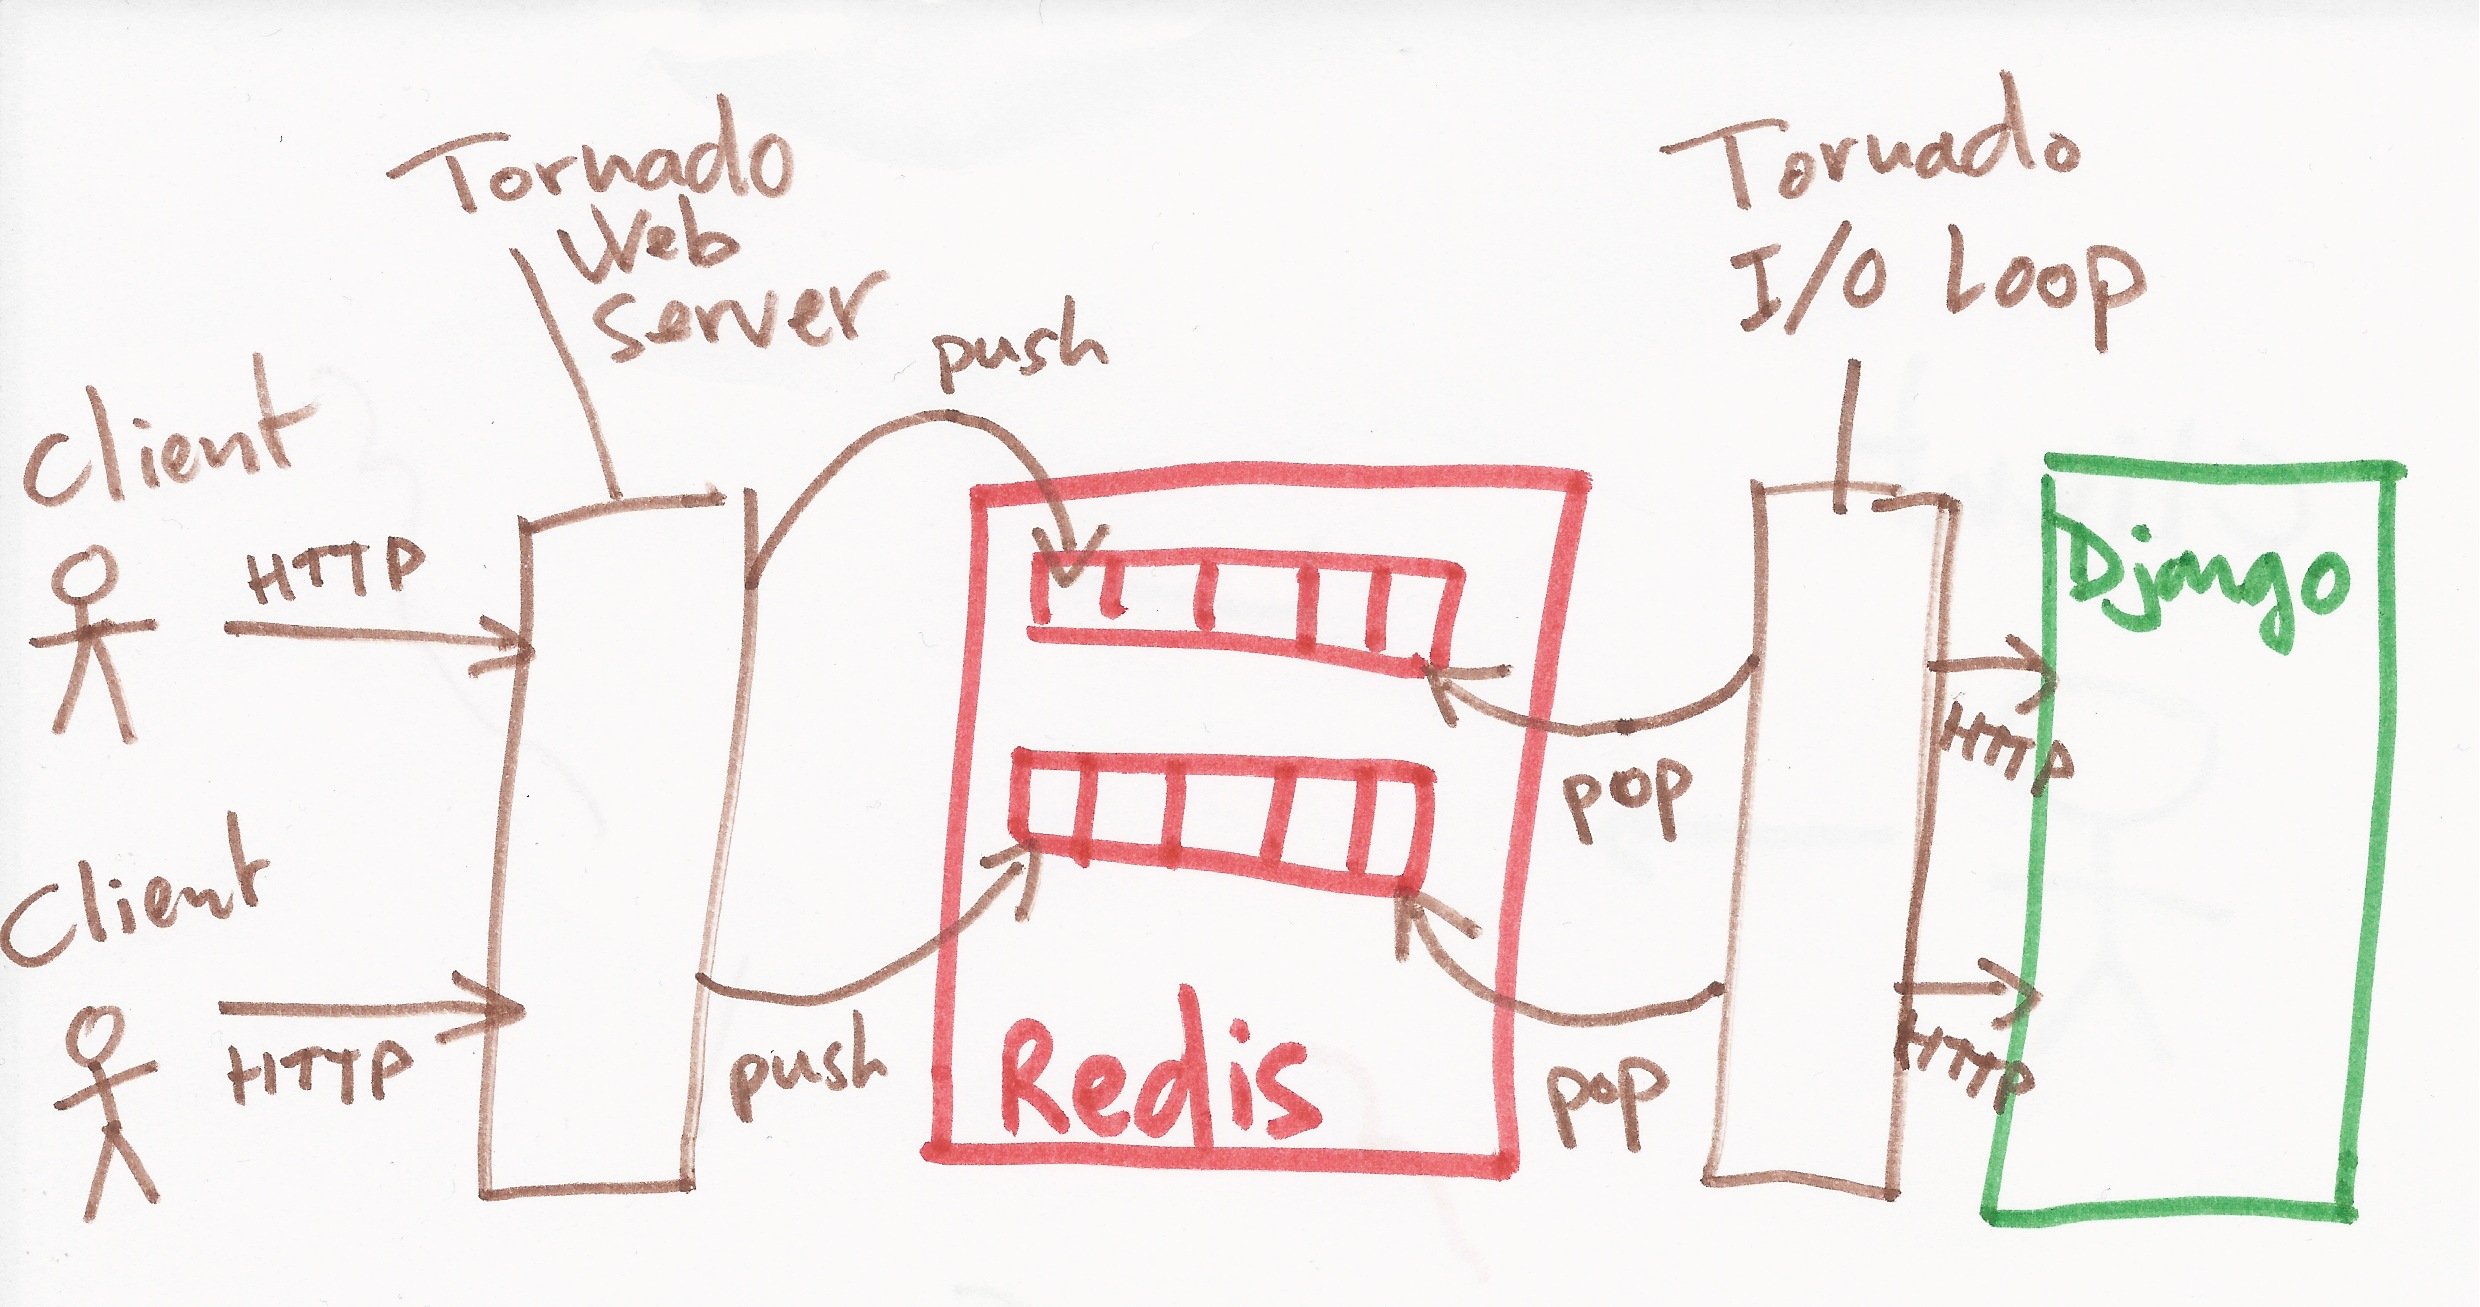 Tornado
Web
Server
Tornado
I/O Loop
push
Client
HTTP
Django
HTTP
pop
Client
HTTP
push
Redis
pop
HTTP